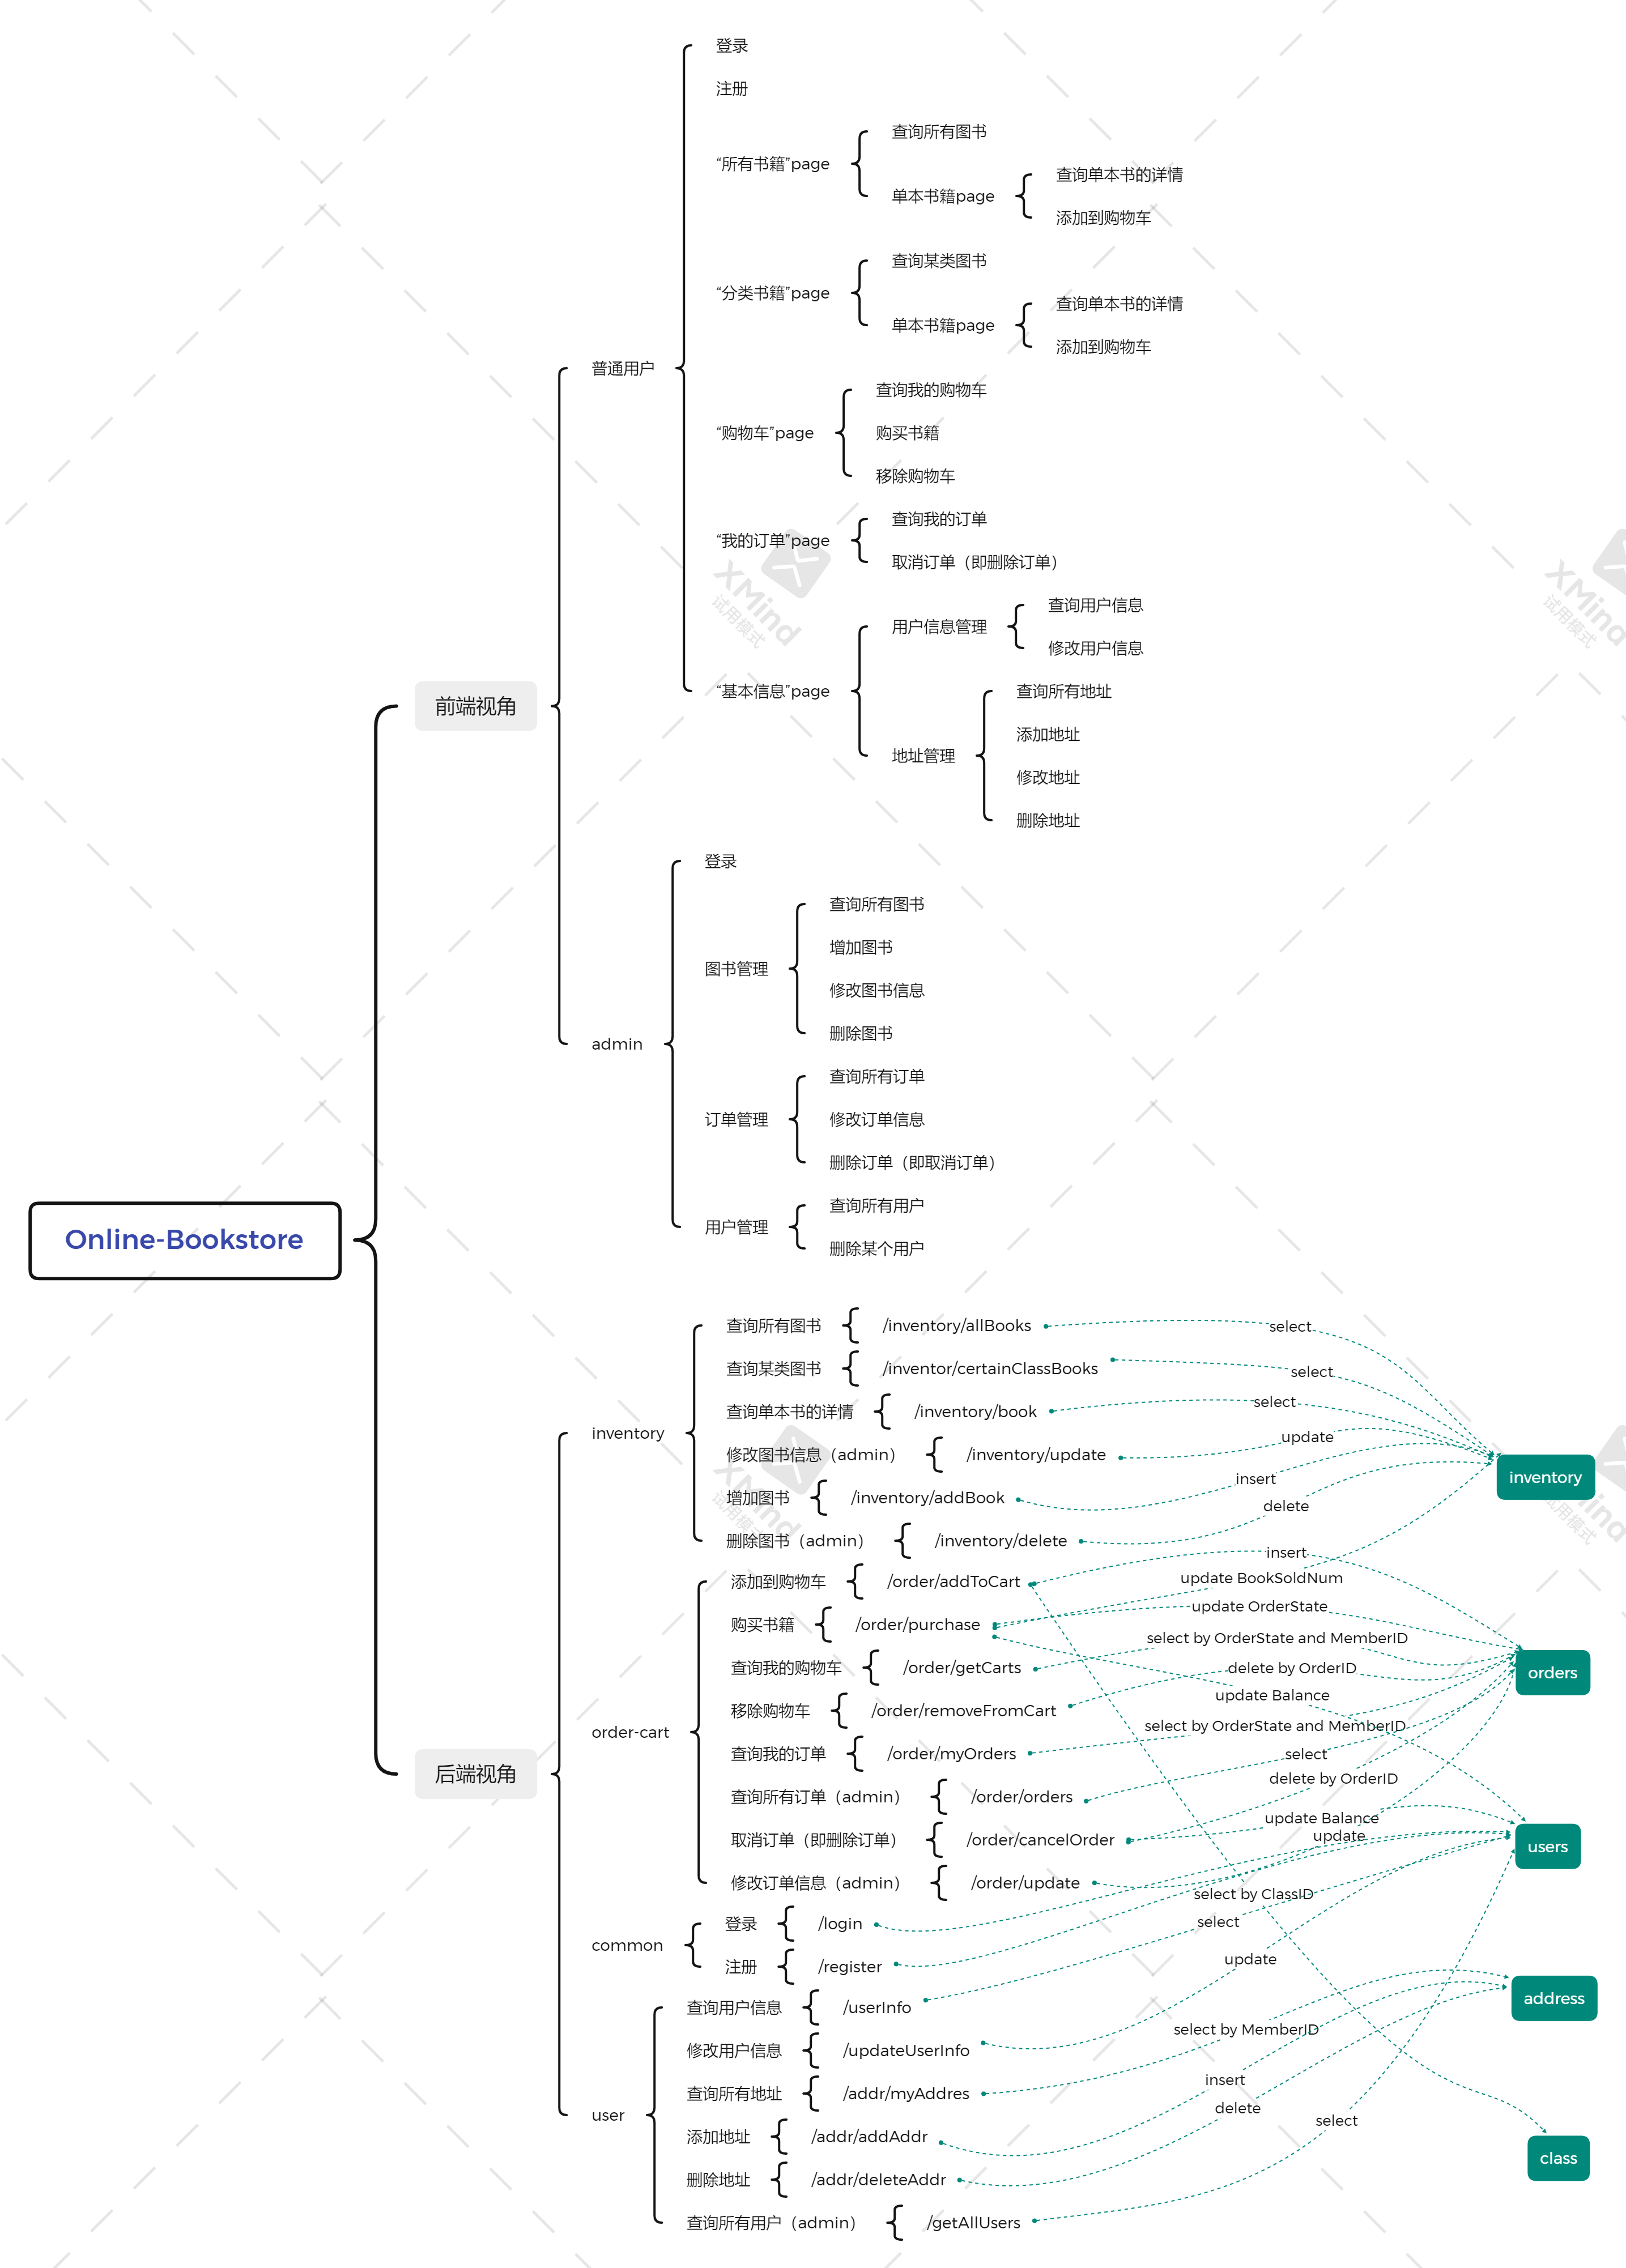 Online-Bookstore
前端视角
普通用户
登录
注册
“所有书籍”page
查询所有图书
单本书籍page
查询单本书的详情
添加到购物车
“分类书籍”page
查询某类图书
单本书籍page
查询单本书的详情
添加到购物车
“购物车”page
查询我的购物车
购买书籍
移除购物车
“我的订单”page
查询我的订单
取消订单（即删除订单）
“基本信息”page
用户信息管理
查询用户信息
修改用户信息
地址管理
查询所有地址
添加地址
修改地址
删除地址
admin
登录
图书管理
查询所有图书
增加图书
修改图书信息
删除图书
订单管理
查询所有订单
修改订单信息
删除订单（即取消订单）
用户管理
查询所有用户
删除某个用户
后端视角
inventory
查询所有图书
/inventory/allBooks
查询某类图书
/inventor/certainClassBooks
查询单本书的详情
/inventory/book
修改图书信息（admin）
/inventory/update
增加图书
/inventory/addBook
删除图书（admin）
/inventory/delete
order-cart
添加到购物车
/order/addToCart
购买书籍
/order/purchase
查询我的购物车
/order/getCarts
移除购物车
/order/removeFromCart
查询我的订单
/order/myOrders
查询所有订单（admin）
/order/orders
取消订单（即删除订单）
/order/cancelOrder
修改订单信息（admin）
/order/update
common
登录
/login
注册
/register
user
查询用户信息
/userInfo
修改用户信息
/updateUserInfo
查询所有地址
/addr/myAddres
添加地址
/addr/addAddr
删除地址
/addr/deleteAddr
查询所有用户（admin）
/getAllUsers
select
select
select
update
insert
delete
insert
update BookSoldNum
update OrderState
select by OrderState and MemberID
delete by OrderID
update Balance
select by OrderState and MemberID
select
delete by OrderID
update Balance
update
select by ClassID
select
update
select by MemberID
insert
delete
select
inventory
orders
users
address
class
XMind
试用模式
XMind
试用模式
XMind
试用模式
XMind
试用模式